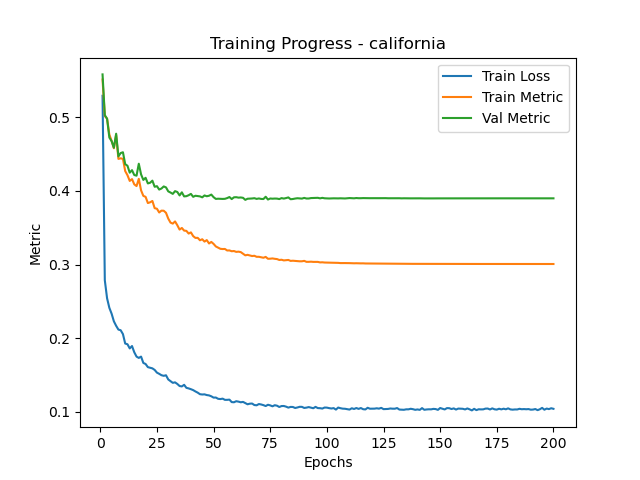 Training Progress - california
Train Loss
Train Metric
Val Metric
0.5
0.4
0.3
0.2
0.1
Metric
0 25 50 75 100 125 150 175 200
Epochs